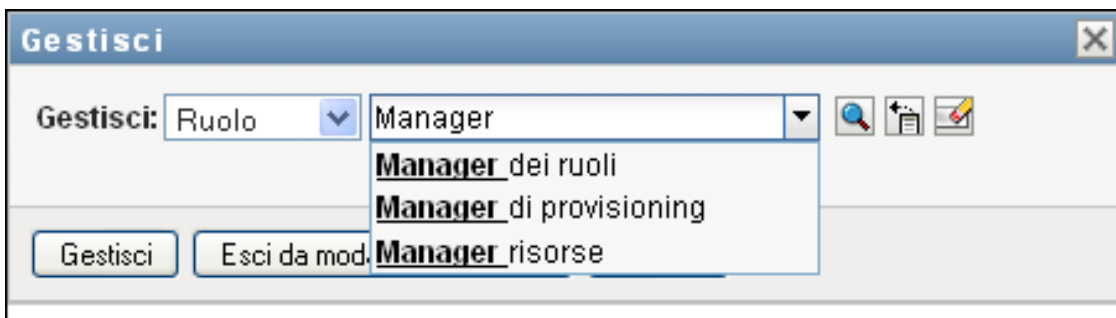 Gestisci
Gestisci: Ruolo Manager
Manager dei ruoli
Manager di provisioning
Manager risorse
Gestisci Esci da mod